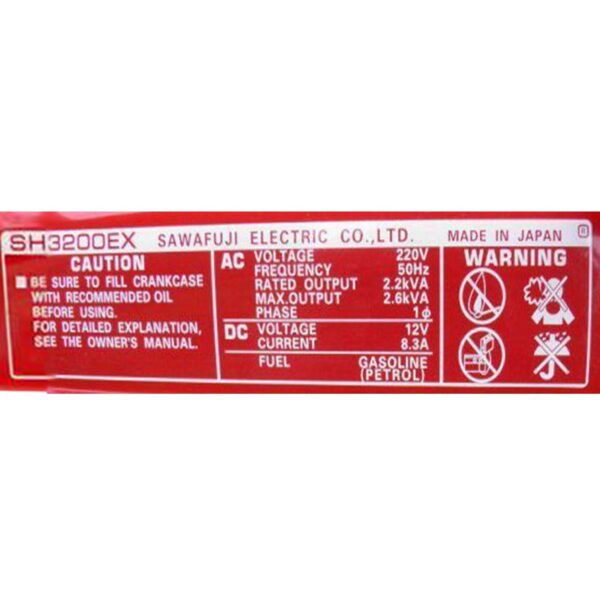 SH3200EX SAWAFUJI ELECTRIC CO.,LTD. MADE IN JAPAN ®
CAUTION
BE SURE TO FILL CRANKCASE
WITH RECOMMENDED OIL
BEFORE USING.
FOR DETAILED EXPLANATION,
SEE THE OWNER'S MANUAL.
AC VOLTAGE 220V
FREQUENCY 50Hz
RATED OUTPUT 2.2kVA
MAX.OUTPUT 2.6kVA
PHASE 1ϕ
DC VOLTAGE 12V
CURRENT 8.3A
FUEL GASOLINE
(PETROL)
WARNING